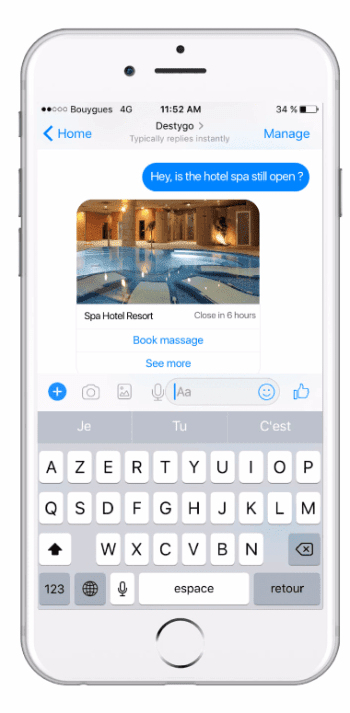 Bouygues 4G 11:52 AM 34 %
Home Destygo > Manage
Typically replies instantly
Hey, is the hotel spa still open ?
Spa Hotel Resort Close in 6 hours
Book massage
See more
Aa
Je Tu C'est
A Z E R T Y U I O P
Q S D F G H J K L M
W X C V B N
123 espace retour